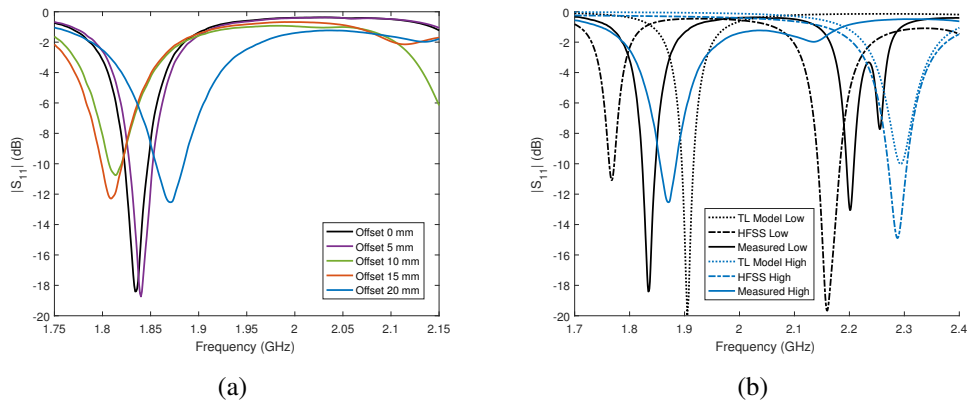 0
-2
-4
-6
-8
-10
-12
-14
-16
-18
-20
|S11| (dB)
1.75
1.8
1.85
1.9
1.95
2
2.05
2.1
2.15
Frequency (GHz)
Offset 0 mm
Offset 5 mm
Offset 10 mm
Offset 15 mm
Offset 20 mm
(a)
0
-2
-4
-6
-8
-10
-12
-14
-16
-18
-20
|S11| (dB)
1.7
1.8
1.9
2
2.1
2.2
2.3
2.4
Frequency (GHz)
TL Model Low
HFSS Low
Measured Low
TL Model High
HFSS High
Measured High
(b)